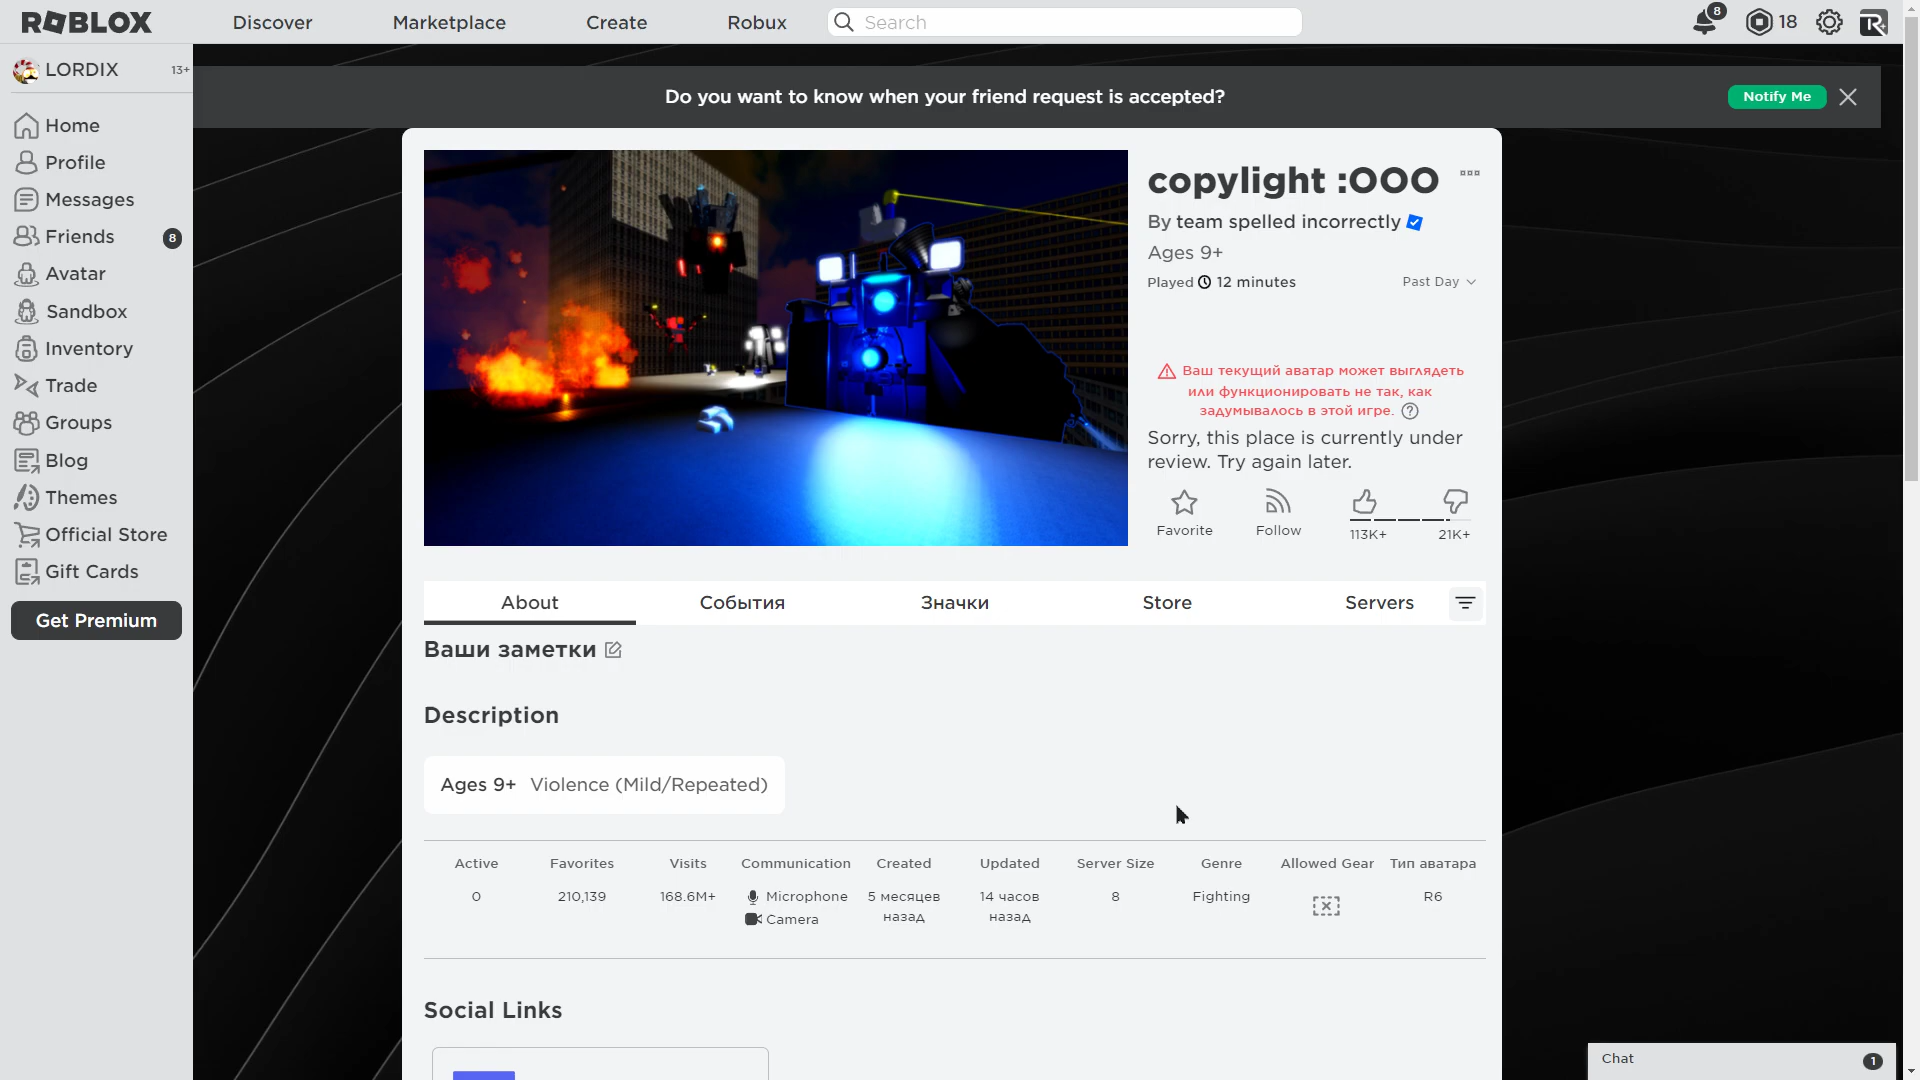 ROBLOX
Discover
Marketplace
Create
Robux
Search
8
18
LORDIX
13+
Home
Profile
Messages
Friends
8
Avatar
Sandbox
Inventory
Trade
Groups
Blog
Themes
Official Store
Gift Cards
Get Premium
Do you want to know when your friend request is accepted?
Notify Me
copylight :OOO
By team spelled incorrectly
Ages 9+
Played 12 minutes
Past Day
Ваш текущий аватар может выглядеть
или функционировать не так, как
задумывалось в этой игре.
Sorry, this place is currently under
review. Try again later.
Favorite
Follow
113K+
21K+
About
События
Значки
Store
Servers
Ваши заметки
Description
Ages 9+ Violence (Mild/Repeated)
Active
Favorites
Visits
Communication
Created
Updated
Server Size
Genre
Allowed Gear
Тип аватара
0
210,139
168.6M+
Microphone
Camera
5 месяцев
назад
14 часов
назад
8
Fighting
R6
Social Links
Chat
1